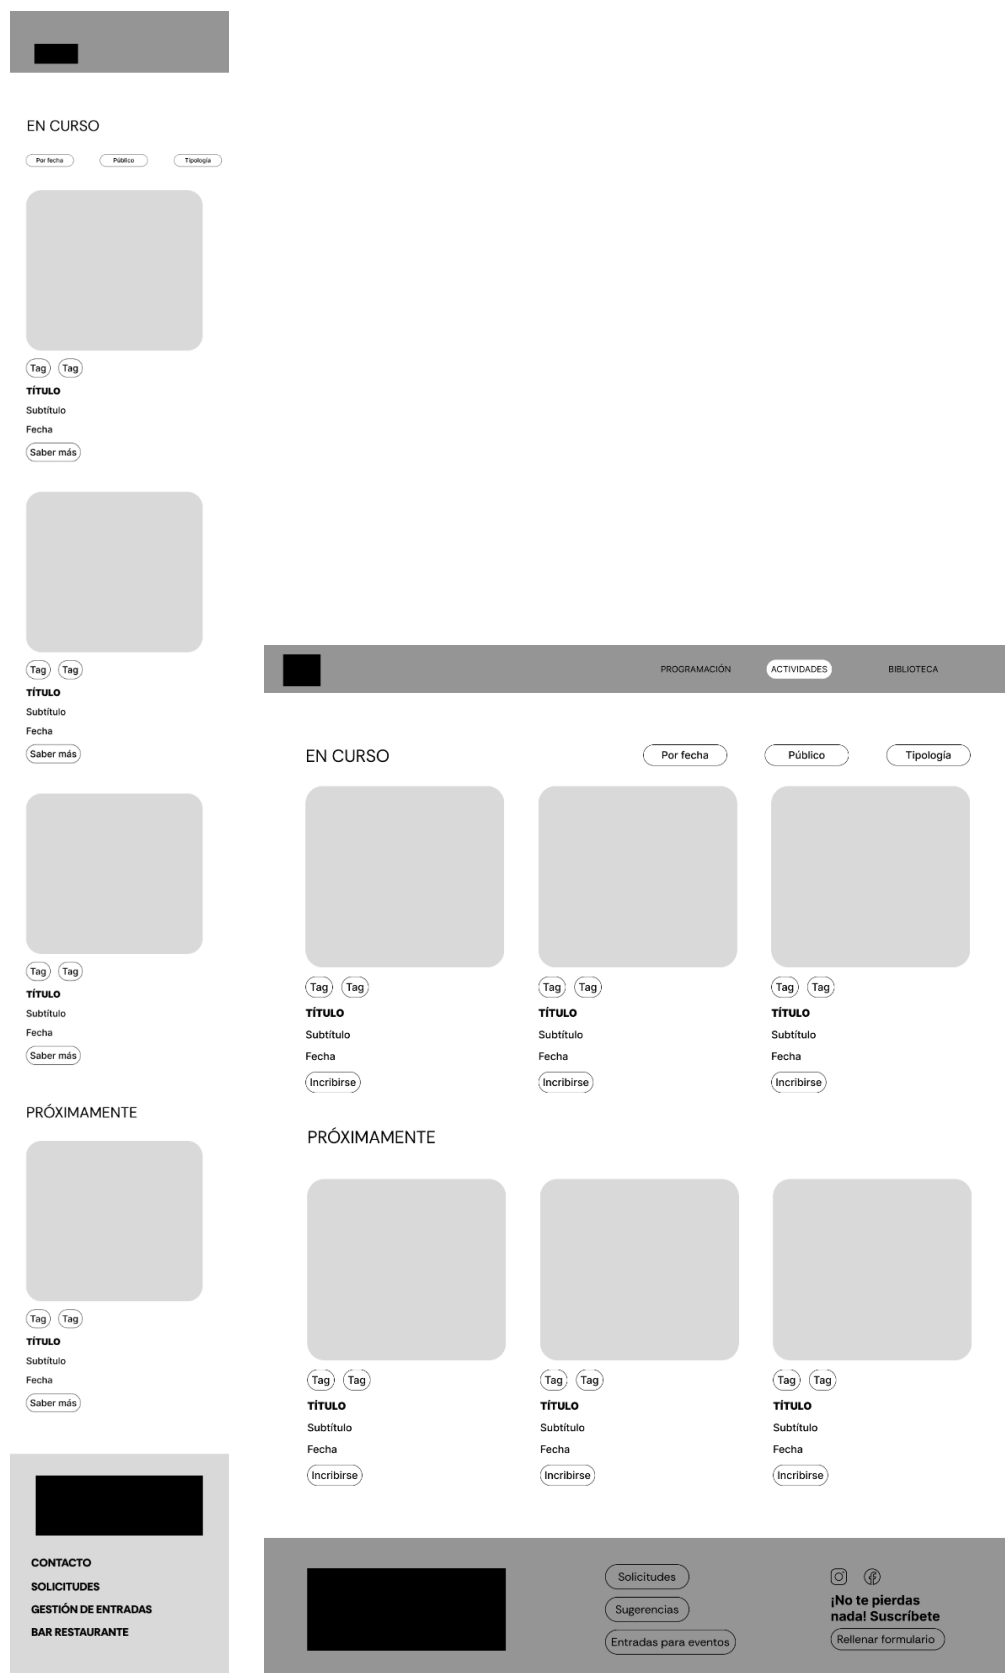 EN CURSO
Por fecha Público Tipología
Tag Tag
TÍTULO
Subtítulo
Fecha
Saber más
Tag Tag
TÍTULO
Subtítulo
Fecha
Saber más
Tag Tag
TÍTULO
Subtítulo
Fecha
Saber más
PRÓXIMAMENTE
Tag Tag
TÍTULO
Subtítulo
Fecha
Saber más
CONTACTO
SOLICITUDES
GESTIÓN DE ENTRADAS
BAR RESTAURANTE
PROGRAMACIÓN ACTIVIDADES BIBLIOTECA
EN CURSO Por fecha Público Tipología
Tag Tag Tag Tag Tag Tag
TÍTULO TÍTULO TÍTULO
Subtítulo Subtítulo Subtítulo
Fecha Fecha Fecha
Incribirse Incribirse Incribirse
PRÓXIMAMENTE
Tag Tag Tag Tag Tag Tag
TÍTULO TÍTULO TÍTULO
Subtítulo Subtítulo Subtítulo
Fecha Fecha Fecha
Incribirse Incribirse Incribirse
Solicitudes
Sugerencias
Entradas para eventos
¡No te pierdas
nada! Suscríbete
Rellenar formulario